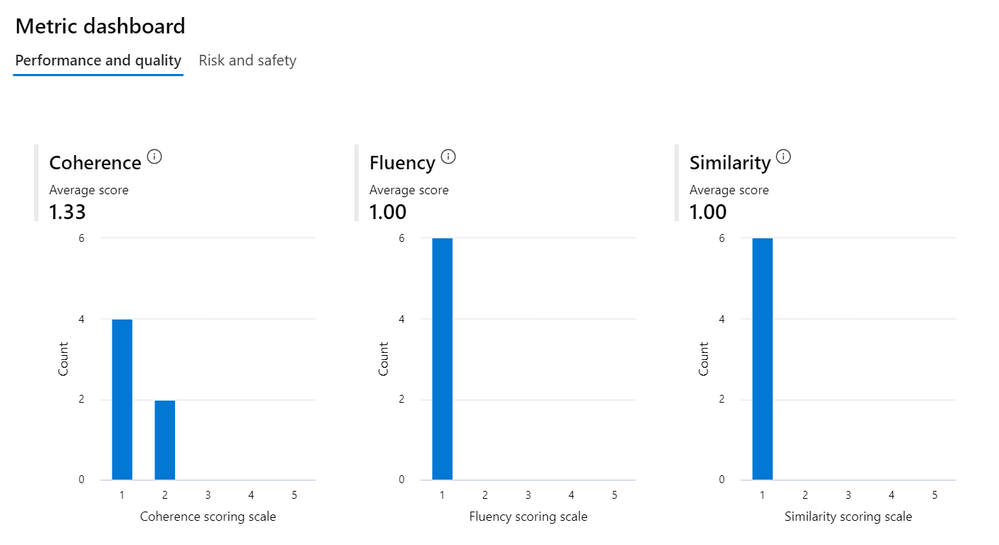 Metric dashboard
Performance and quality Risk and safety
Coherence
Average score
1.33
6
4
2
0
Count
1 2 3 4 5
Coherence scoring scale
Fluency
Average score
1.00
6
4
2
0
Count
1 2 3 4 5
Fluency scoring scale
Similarity
Average score
1.00
6
4
2
0
Count
1 2 3 4 5
Similarity scoring scale